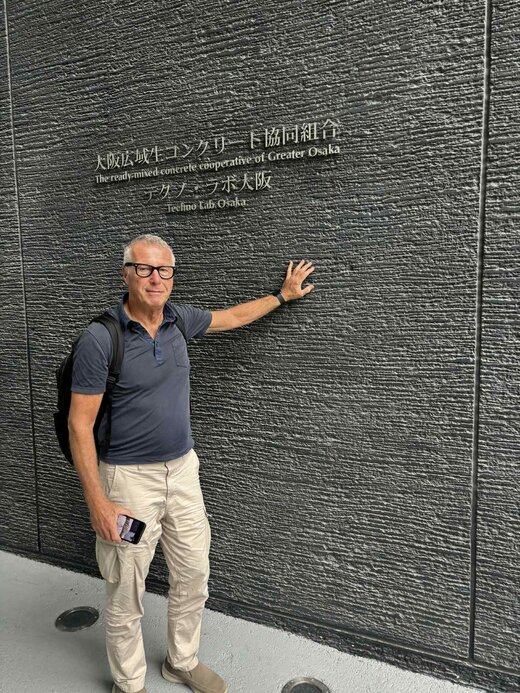 大阪広域生コンクリート協同組合
The ready-mixed concrete cooperative of Greater Osaka
テクノ・ラボ大阪
Techno Lab.Osaka